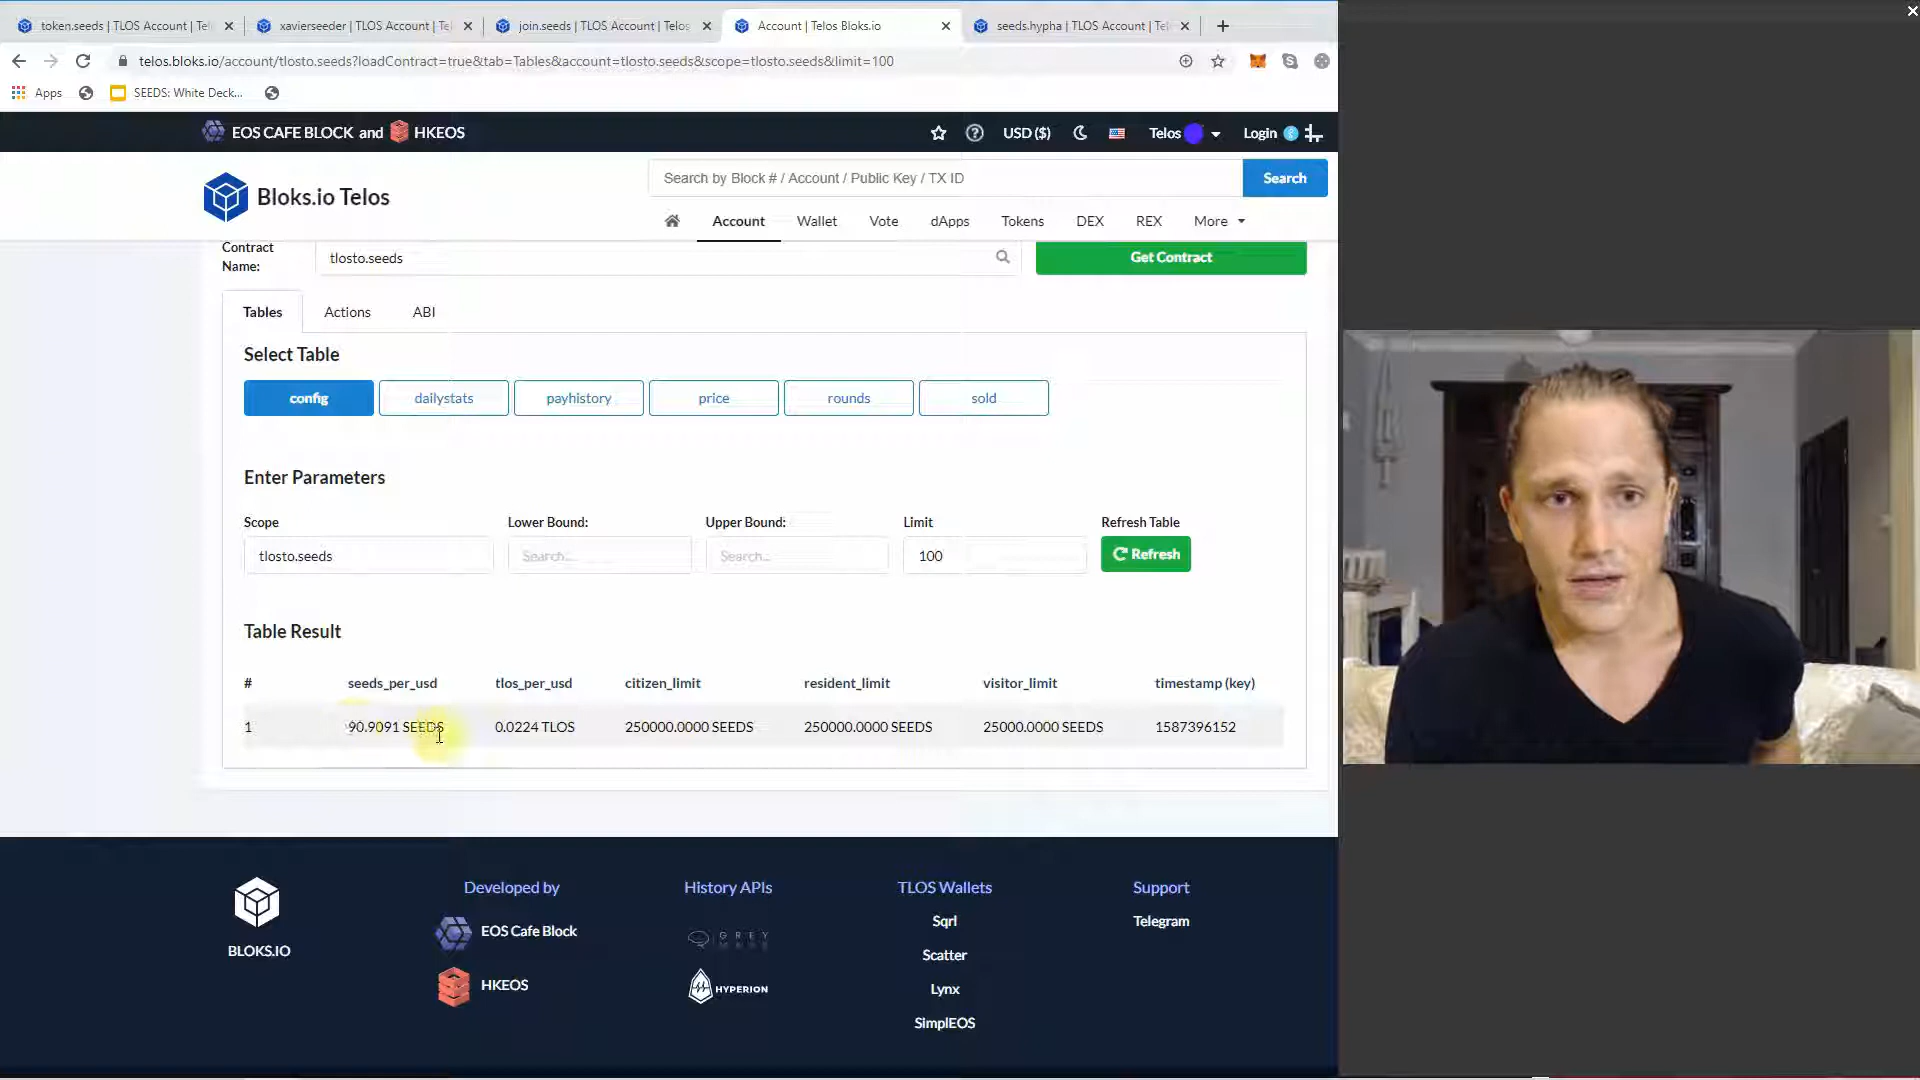 token.seeds | TLOS Account | Tel
xavierseeder | TLOS Account | Te
join.seeds | TLOS Account | Telos
Account | Telos Bloks.io
seeds.hypha | TLOS Account | Te
telos.bloks.io/account/tlosto.seeds?loadContract=true&tab=Tables&account=tlosto.seeds&scope=tlosto.seeds&limit=100
Apps
SEEDS: White Deck...
EOS CAFE BLOCK and HKEOS
USD ($)
Telos
Login
Bloks.io Telos
Search by Block # / Account / Public Key / TX ID
Search
Account Wallet Vote dApps Tokens DEX REX More
Contract
Name:
tlosto.seeds
Get Contract
Tables Actions ABI
Select Table
config dailystats payhistory price rounds sold
Enter Parameters
Scope Lower Bound: Upper Bound: Limit Refresh Table
tlosto.seeds Search... Search... 100 Refresh
Table Result
# seeds_per_usd tlos_per_usd citizen_limit resident_limit visitor_limit timestamp (key)
1 90.9091 SEEDS 0.0224 TLOS 250000.0000 SEEDS 250000.0000 SEEDS 25000.0000 SEEDS 1587396152
Developed by History APIs TLOS Wallets Support
EOS Cafe Block
HKEOS
GREY
HYPERION
Sqrl
Scatter
Lynx
SimplEOS
Telegram
BLOKS.IO